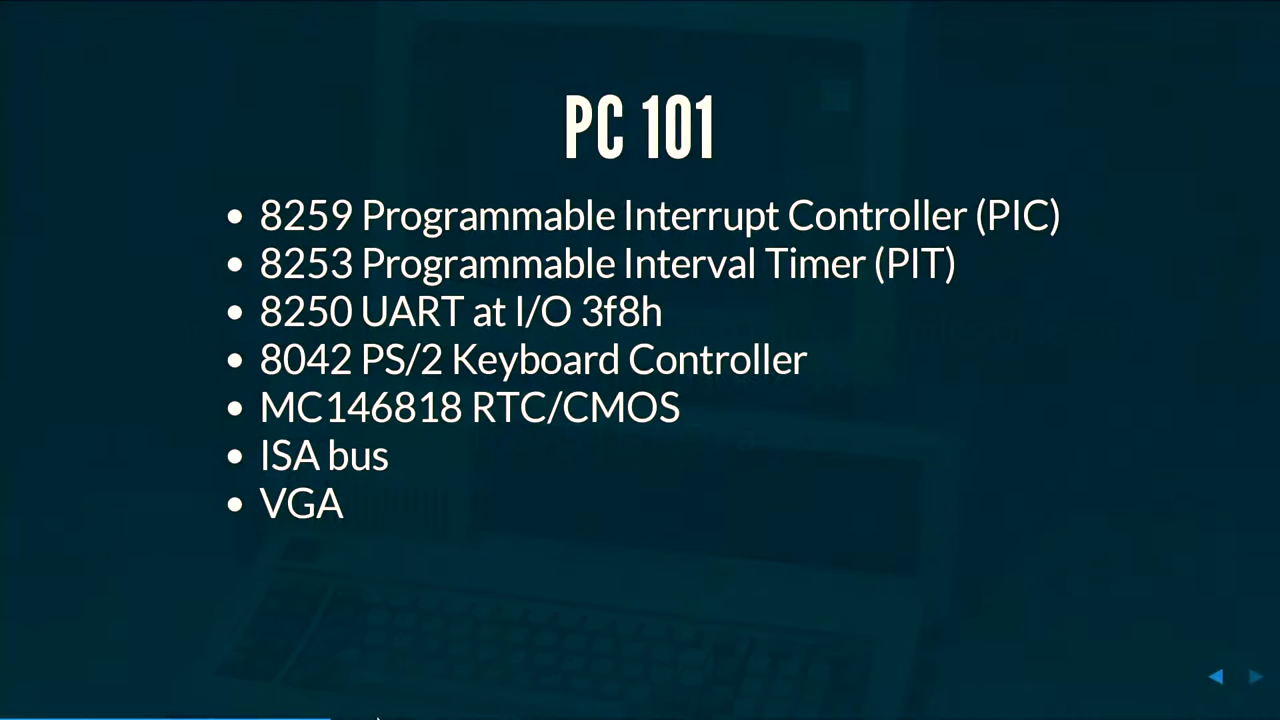 PC 101
8259 Programmable Interrupt Controller (PIC)
8253 Programmable Interval Timer (PIT)
8250 UART at I/O 3f8h
8042 PS/2 Keyboard Controller
MC146818 RTC/CMOS
ISA bus
VGA